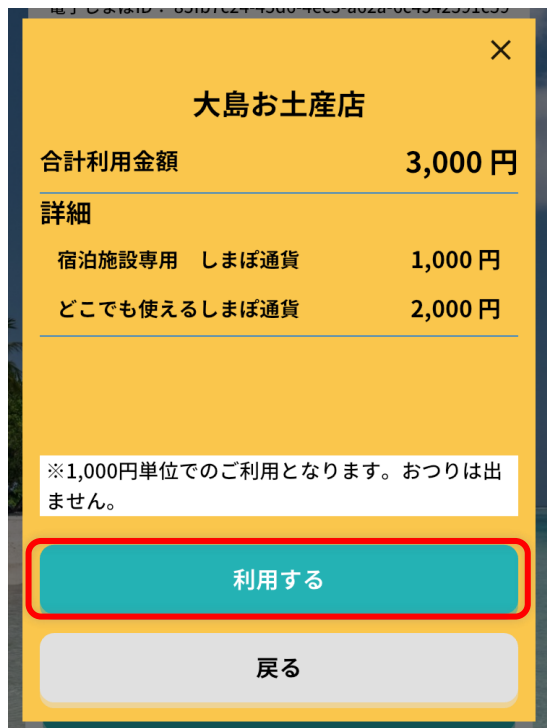 大島お土産店
合計利用金額 3,000 円
詳細
宿泊施設専用 しまぽ通貨 1,000 円
どこでも使えるしまぽ通貨 2,000 円
※1,000円単位でのご利用となります。おつりは出
ません。
利用する
戻る